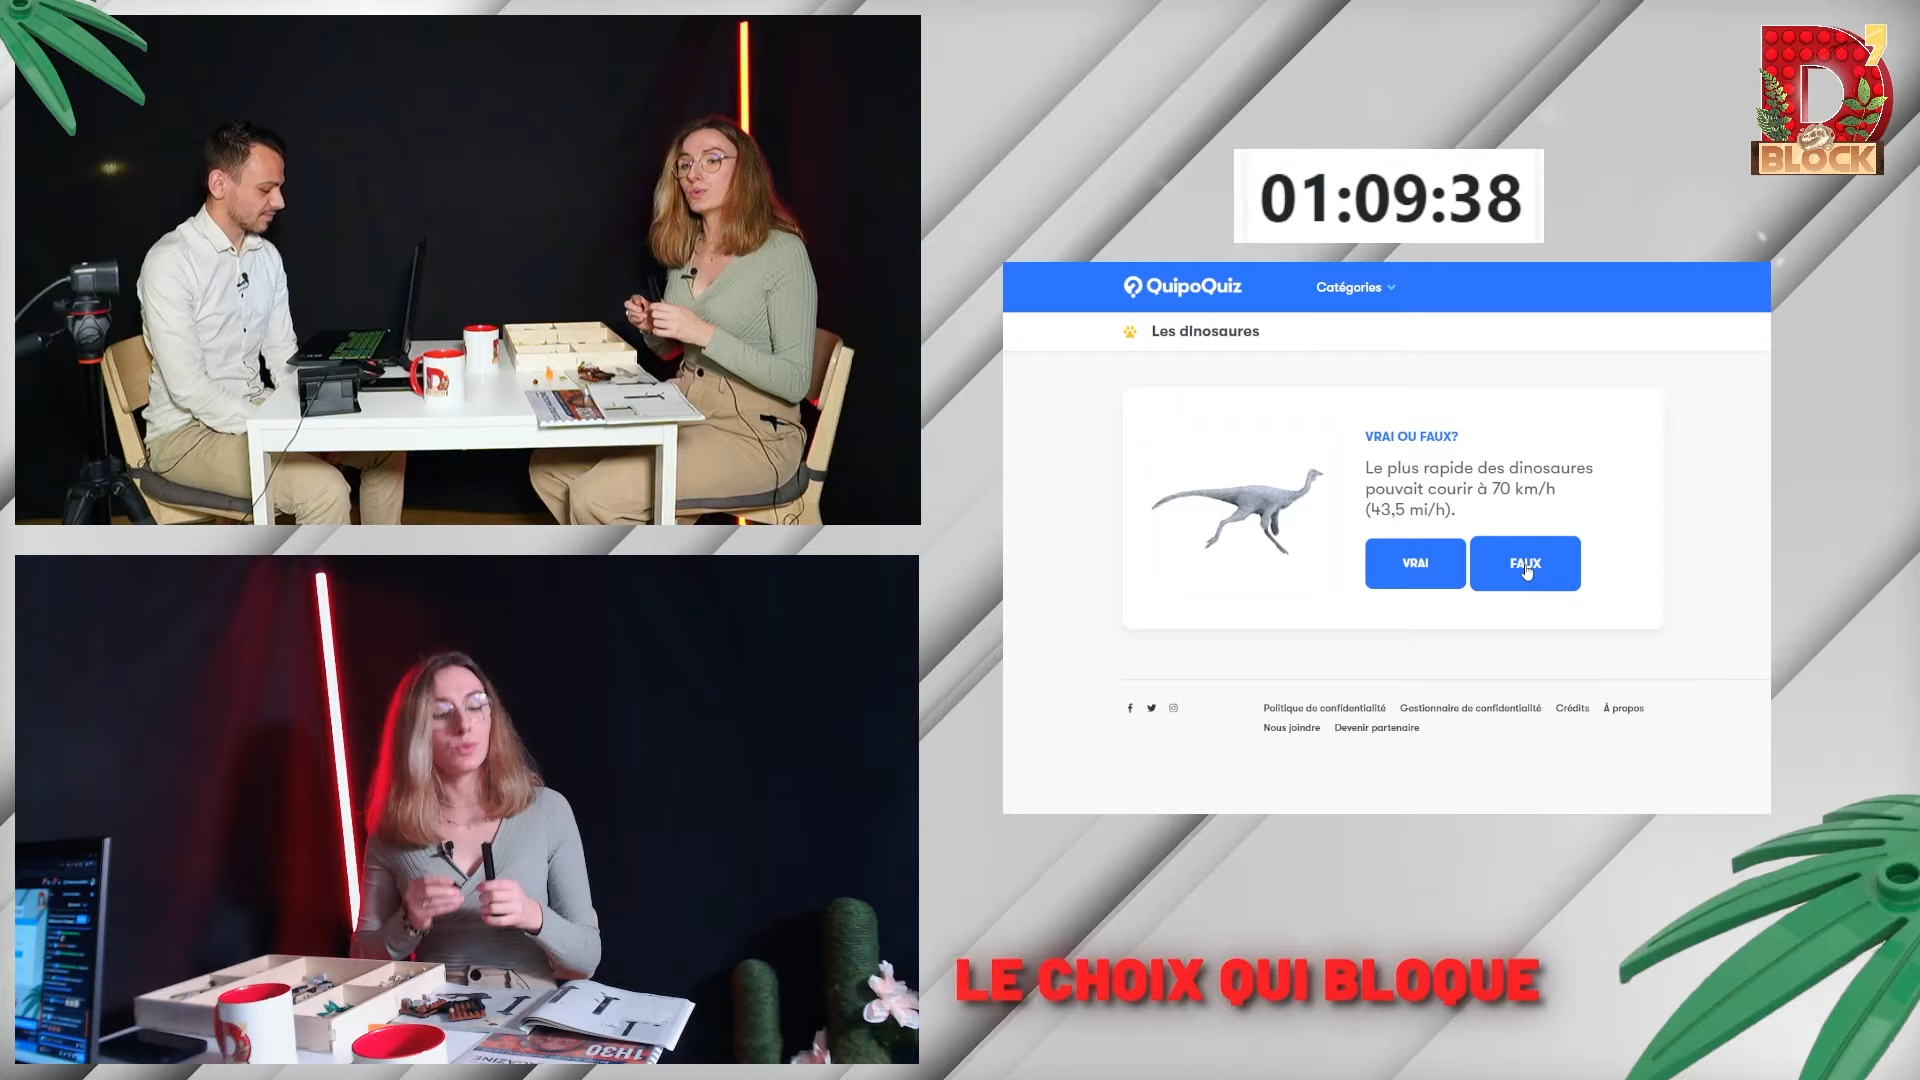 D'
BLOCK
01:09:38
QuipoQuiz
Catégories
Les dinosaures
VRAI OU FAUX?
Le plus rapide des dinosaures
pouvait courir à 70 km/h
(43,5 mi/h).
VRAI
FAUX
Politique de confidentialité
Gestionnaire de confidentialité
Crédits
À propos
Nous joindre
Devenir partenaire
LE CHOIX QUI BLOQUE
1H30